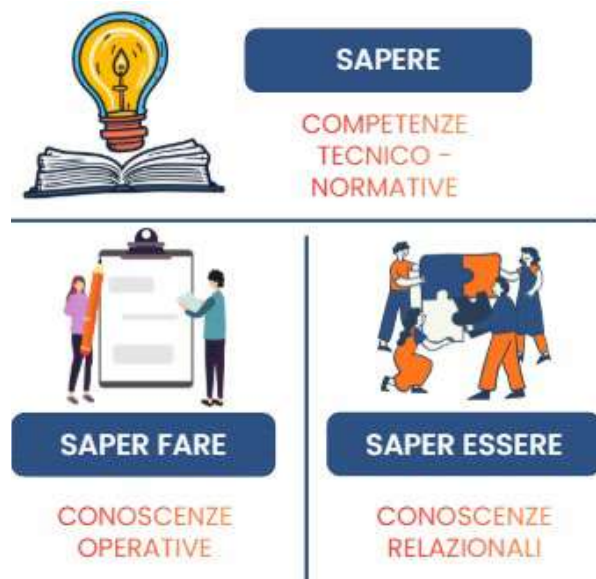 SAPERE
COMPETENZE
TECNICO -
NORMATIVE
SAPER FARE
CONOSCENZE
OPERATIVE
SAPER ESSERE
CONOSCENZE
RELAZIONALI